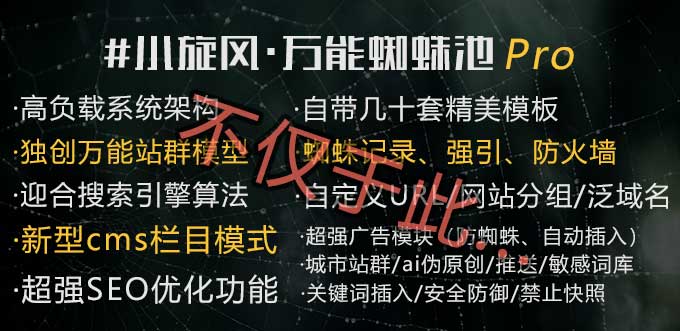 #小旋风·万能蜘蛛池 Pro
·高负载系统架构
·独创万能站群模型
·迎合搜索引擎算法
·新型cms栏目模式
·超强SEO优化功能
·自带几十套精美模板
·蜘蛛记录、强引、防火墙
·自定义URL/网站分组/泛域名
·超强广告模块（防蜘蛛、自动插入）
·城市站群/ai伪原创/推送/敏感词库
·关键词插入/安全防御/禁止快照
不仅于此...